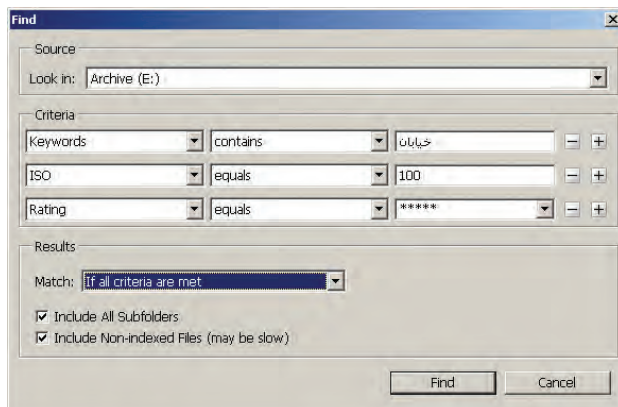 Find
Source
Look in: Archive (E:)
Criteria
Keywords contains خیابان
ISO equals 100
Rating equals *****
Results
Match: If all criteria are met
Include All Subfolders
Include Non-indexed Files (may be slow)
Find Cancel